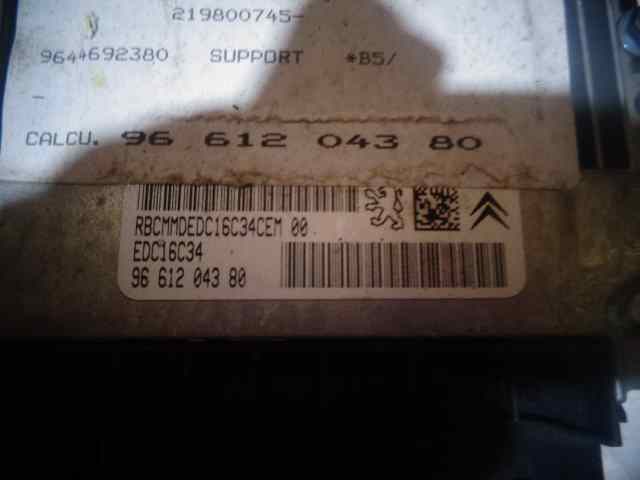 219800745-
9644692380 SUPPORT *B5/
-
CALCU. 96 612 043 80
RBCMMDEDC16C34CEM 00
EDC16C34
96 612 043 80